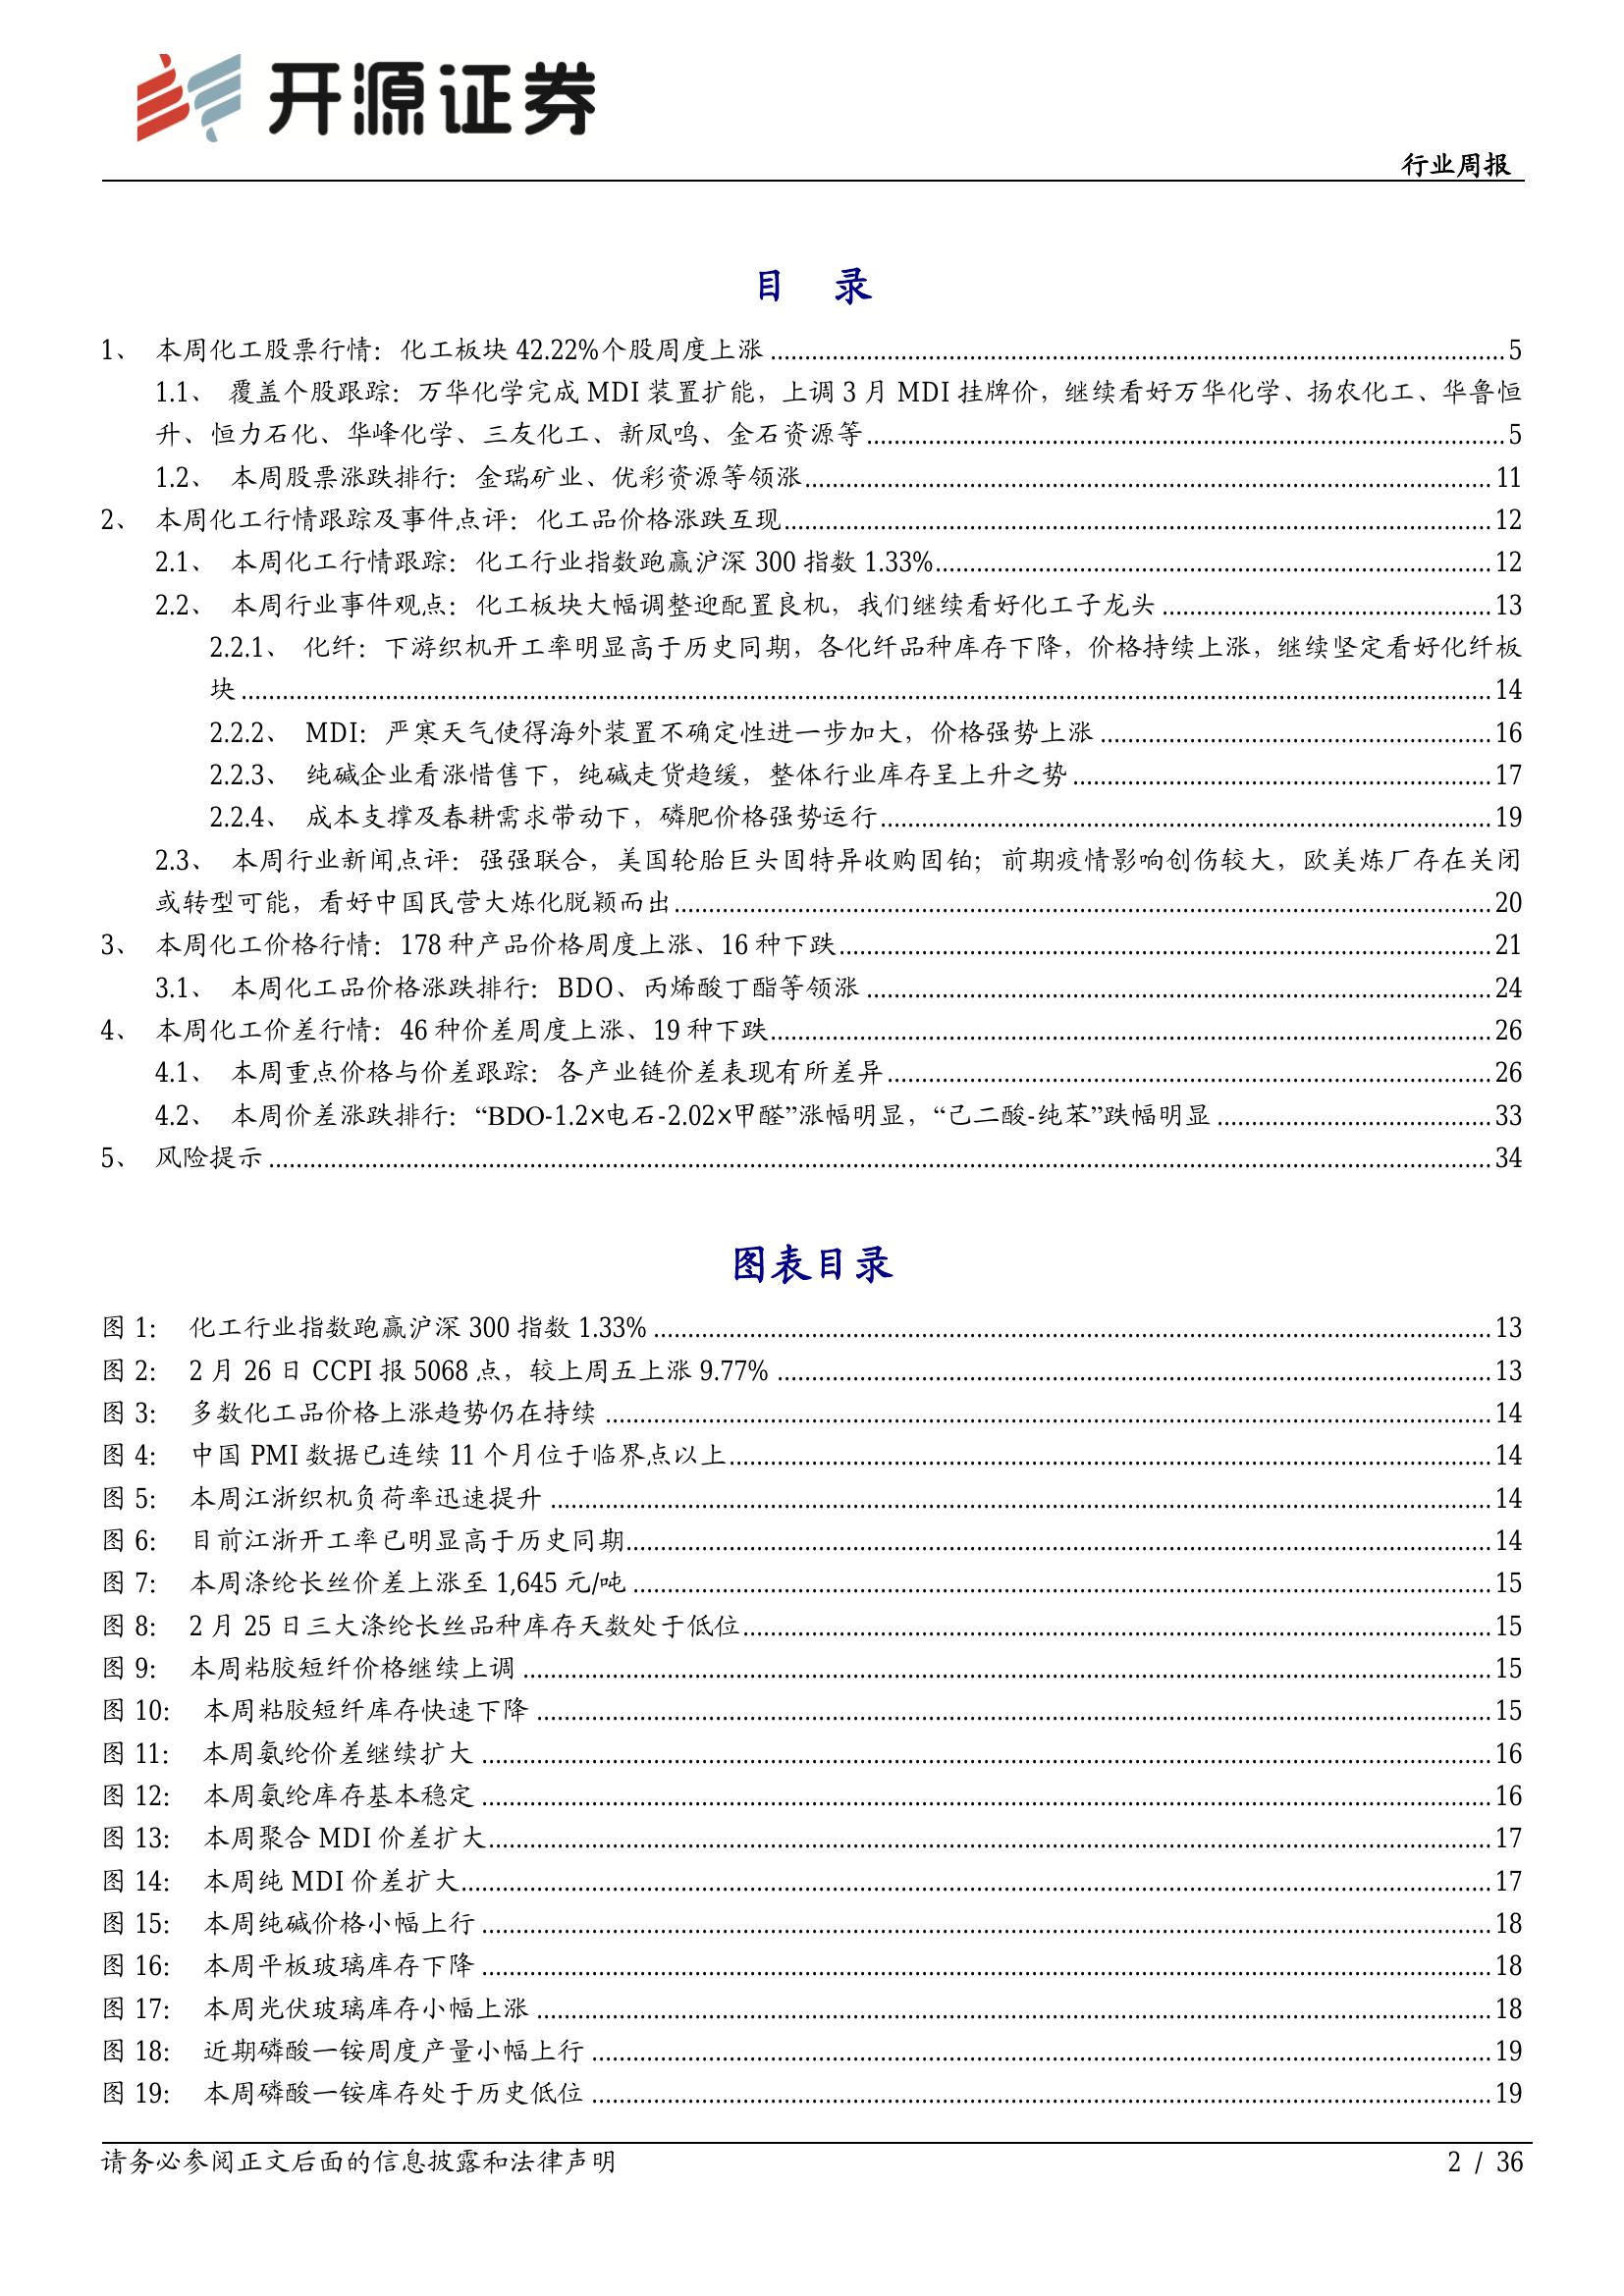 开源证券
行业周报
目 录
1、 本周化工股票行情：化工板块 42.22%个股周度上涨 ..... 5
1.1、 覆盖个股跟踪：万华化学完成 MDI 装置扩能，上调 3 月 MDI 挂牌价，继续看好万华化学、扬农化工、华鲁恒
升、恒力石化、华峰化学、三友化工、新凤鸣、金石资源等 ..... 5
1.2、 本周股票涨跌排行：金瑞矿业、优彩资源等领涨 ..... 11
2、 本周化工行情跟踪及事件点评：化工品价格涨跌互现 ..... 12
2.1、 本周化工行情跟踪：化工行业指数跑赢沪深 300 指数 1.33% ..... 12
2.2、 本周行业事件观点：化工板块大幅调整迎配置良机，我们继续看好化工子龙头 ..... 13
2.2.1、 化纤：下游织机开工率明显高于历史同期，各化纤品种库存下降，价格持续上涨，继续坚定看好化纤板
块 ..... 14
2.2.2、 MDI：严寒天气使得海外装置不确定性进一步加大，价格强势上涨 ..... 16
2.2.3、 纯碱企业看涨惜售下，纯碱走货趋缓，整体行业库存呈上升之势 ..... 17
2.2.4、 成本支撑及春耕需求带动下，磷肥价格强势运行 ..... 19
2.3、 本周行业新闻点评：强强联合，美国轮胎巨头固特异收购固铂；前期疫情影响创伤较大，欧美炼厂存在关闭
或转型可能，看好中国民营大炼化脱颖而出 ..... 20
3、 本周化工价格行情：178 种产品价格周度上涨、16 种下跌 ..... 21
3.1、 本周化工品价格涨跌排行：BDO、丙烯酸丁酯等领涨 ..... 24
4、 本周化工价差行情：46 种价差周度上涨、19 种下跌 ..... 26
4.1、 本周重点价格与价差跟踪：各产业链价差表现有所差异 ..... 26
4.2、 本周价差涨跌排行：“BDO-1.2×电石-2.02×甲醛”涨幅明显，“己二酸-纯苯”跌幅明显 ..... 33
5、 风险提示 ..... 34
图表目录
图 1： 化工行业指数跑赢沪深 300 指数 1.33% ..... 13
图 2： 2 月 26 日 CCPI 报 5068 点，较上周五上涨 9.77% ..... 13
图 3： 多数化工品价格上涨趋势仍在持续 ..... 14
图 4： 中国 PMI 数据已连续 11 个月位于临界点以上 ..... 14
图 5： 本周江浙织机负荷率迅速提升 ..... 14
图 6： 目前江浙开工率已明显高于历史同期 ..... 14
图 7： 本周涤纶长丝价差上涨至 1,645 元/吨 ..... 15
图 8： 2 月 25 日三大涤纶长丝品种库存天数处于低位 ..... 15
图 9： 本周粘胶短纤价格继续上调 ..... 15
图 10： 本周粘胶短纤库存快速下降 ..... 15
图 11： 本周氨纶价差继续扩大 ..... 16
图 12： 本周氨纶库存基本稳定 ..... 16
图 13： 本周聚合 MDI 价差扩大 ..... 17
图 14： 本周纯 MDI 价差扩大 ..... 17
图 15： 本周纯碱价格小幅上行 ..... 18
图 16： 本周平板玻璃库存下降 ..... 18
图 17： 本周光伏玻璃库存小幅上涨 ..... 18
图 18： 近期磷酸一铵周度产量小幅上行 ..... 19
图 19： 本周磷酸一铵库存处于历史低位 ..... 19
请务必参阅正文后面的信息披露和法律声明
2 / 36